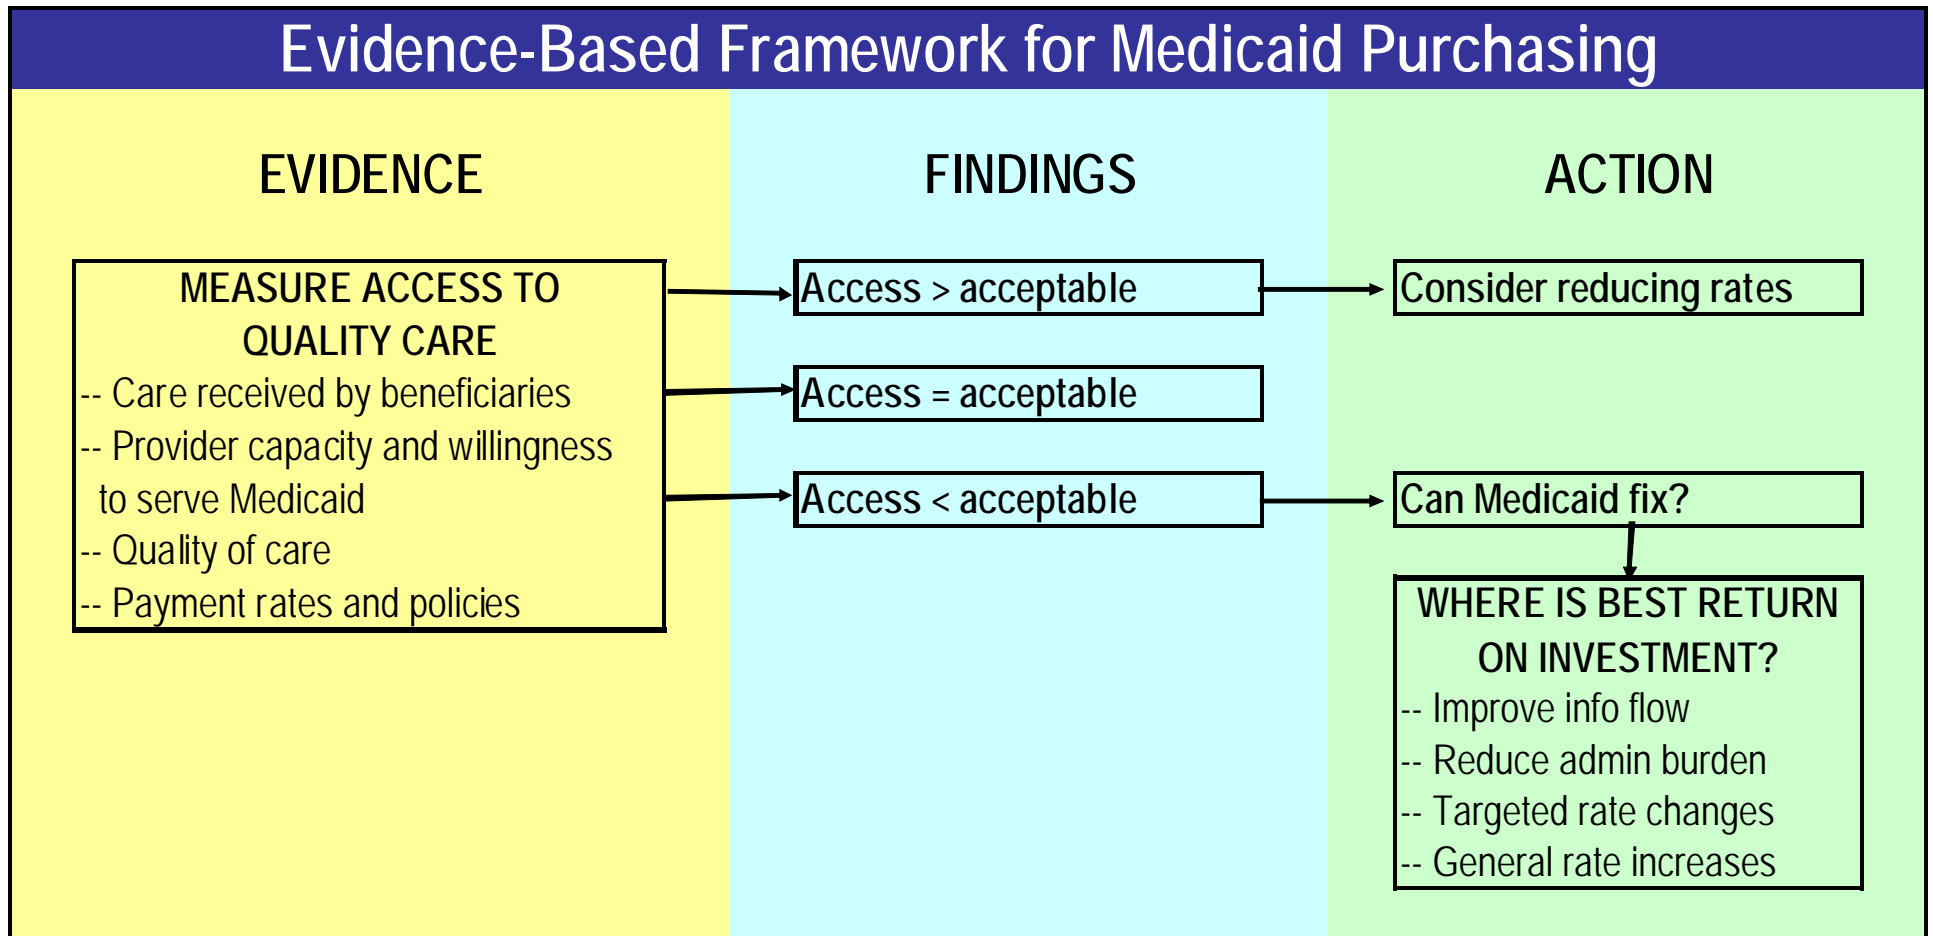 Evidence-Based Framework for Medicaid Purchasing
EVIDENCE
FINDINGS
ACTION
MEASURE ACCESS TO
QUALITY CARE
-- Care received by beneficiaries
-- Provider capacity and willingness
to serve Medicaid
-- Quality of care
-- Payment rates and policies
Access > acceptable
Access = acceptable
Access < acceptable
Consider reducing rates
Can Medicaid fix?
WHERE IS BEST RETURN
ON INVESTMENT?
-- Improve info flow
-- Reduce admin burden
-- Targeted rate changes
-- General rate increases